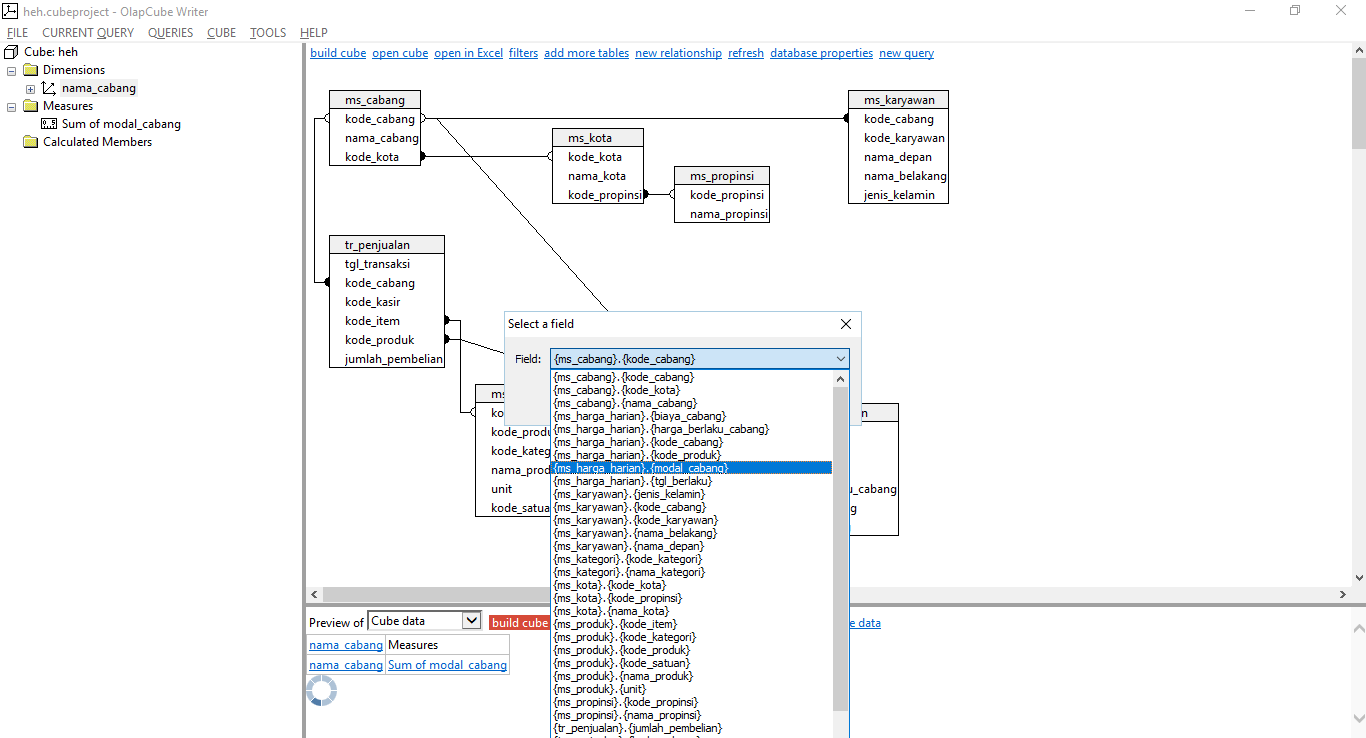 heh.cubeproject - OlapCube Writer
FILE CURRENT QUERY QUERIES CUBE TOOLS HELP
Cube: heh
Dimensions
nama_cabang
Measures
Sum of modal_cabang
Calculated Members
build cube open cube open in Excel filters add more tables new relationship refresh database properties new query
ms_cabang
kode_cabang
nama_cabang
kode_kota
ms_kota
kode_kota
nama_kota
kode_propinsi
ms_propinsi
kode_propinsi
nama_propinsi
ms_karyawan
kode_cabang
kode_karyawan
nama_depan
nama_belakang
jenis_kelamin
tr_penjualan
tgl_transaksi
kode_cabang
kode_kasir
kode_item
kode_produk
jumlah_pembelian
kode_produ
kode_kateg
nama_prod
unit
kode_satua
Select a field
Field: {ms_cabang}.{kode_cabang}
{ms_cabang}.{kode_cabang}
{ms_cabang}.{kode_kota}
{ms_cabang}.{nama_cabang}
{ms_harga_harian}.{biaya_cabang}
{ms_harga_harian}.{harga_berlaku_cabang}
{ms_harga_harian}.{kode_cabang}
{ms_harga_harian}.{kode_produk}
{ms_harga_harian}.{modal_cabang}
{ms_harga_harian}.{tgl_berlaku}
{ms_karyawan}.{jenis_kelamin}
{ms_karyawan}.{kode_cabang}
{ms_karyawan}.{kode_karyawan}
{ms_karyawan}.{nama_belakang}
{ms_karyawan}.{nama_depan}
{ms_kategori}.{kode_kategori}
{ms_kategori}.{nama_kategori}
{ms_kota}.{kode_kota}
{ms_kota}.{kode_propinsi}
{ms_kota}.{nama_kota}
{ms_produk}.{kode_item}
{ms_produk}.{kode_kategori}
{ms_produk}.{kode_produk}
{ms_produk}.{kode_satuan}
{ms_produk}.{nama_produk}
{ms_produk}.{unit}
{ms_propinsi}.{kode_propinsi}
{ms_propinsi}.{nama_propinsi}
{tr_penjualan}.{jumlah_pembelian}
n
u_cabang
g
Preview of Cube data build cube e data
nama_cabang Measures
nama_cabang Sum of modal_cabang